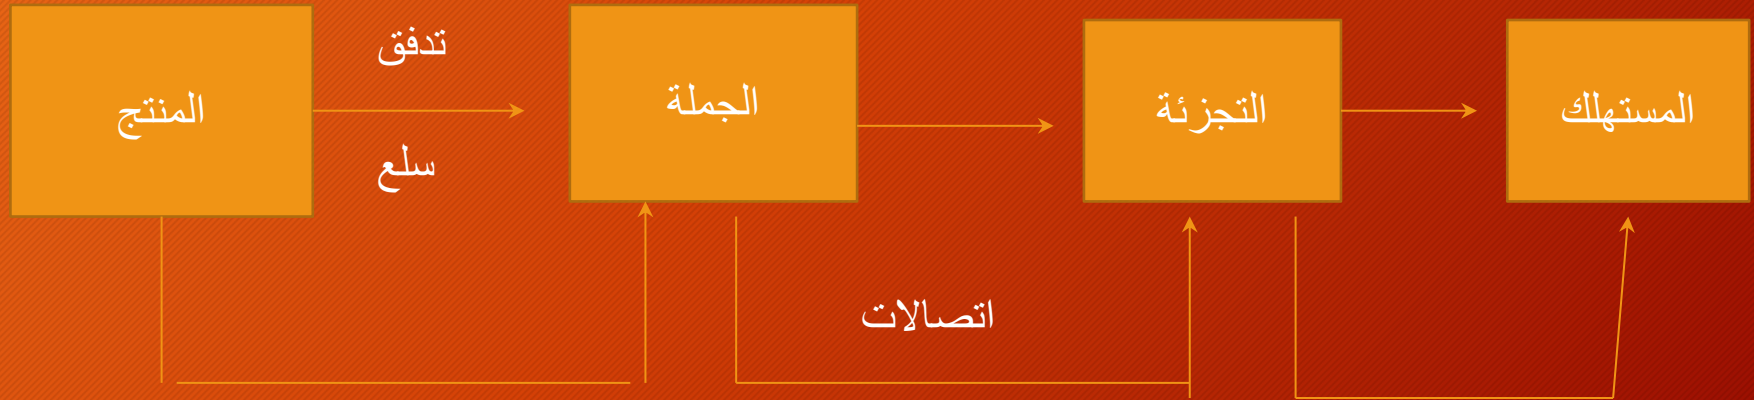 المنتج
تدفق
سلع
الجملة
التجزئة
المستهلك
اتصالات